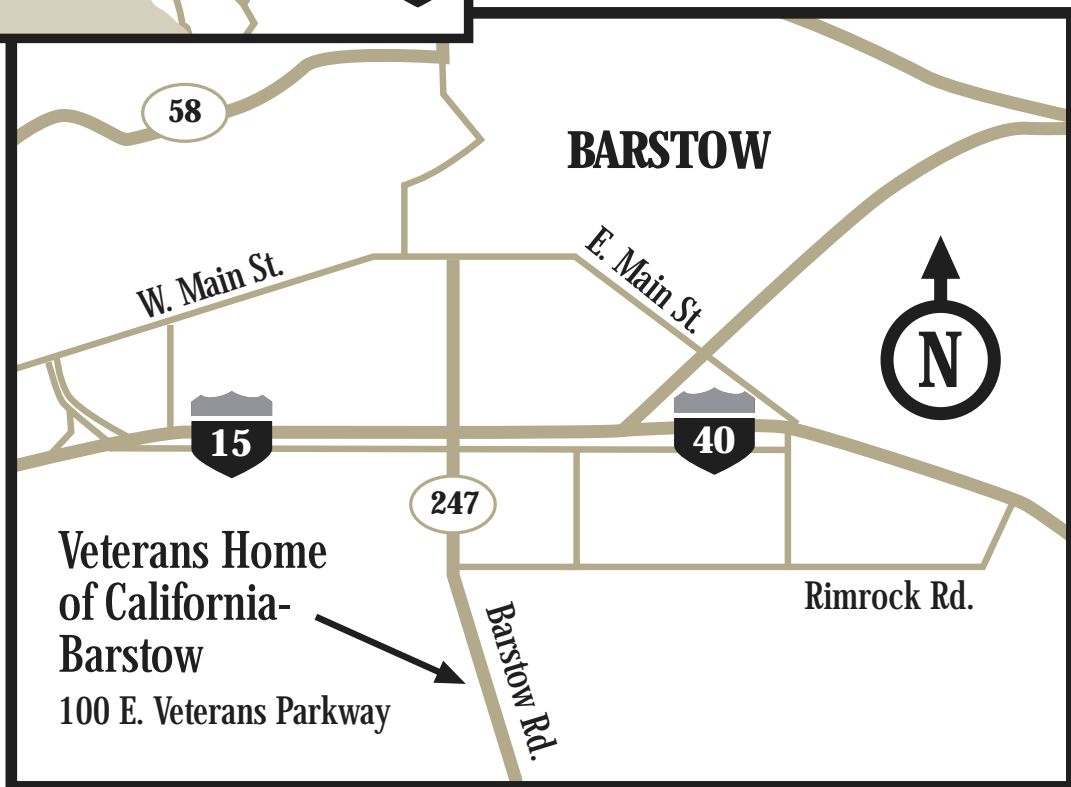 58
BARSTOW
W. Main St.
E. Main St.
N
15
40
247
Veterans Home
of California-
Barstow
100 E. Veterans Parkway
Rimrock Rd.
Barstow Rd.